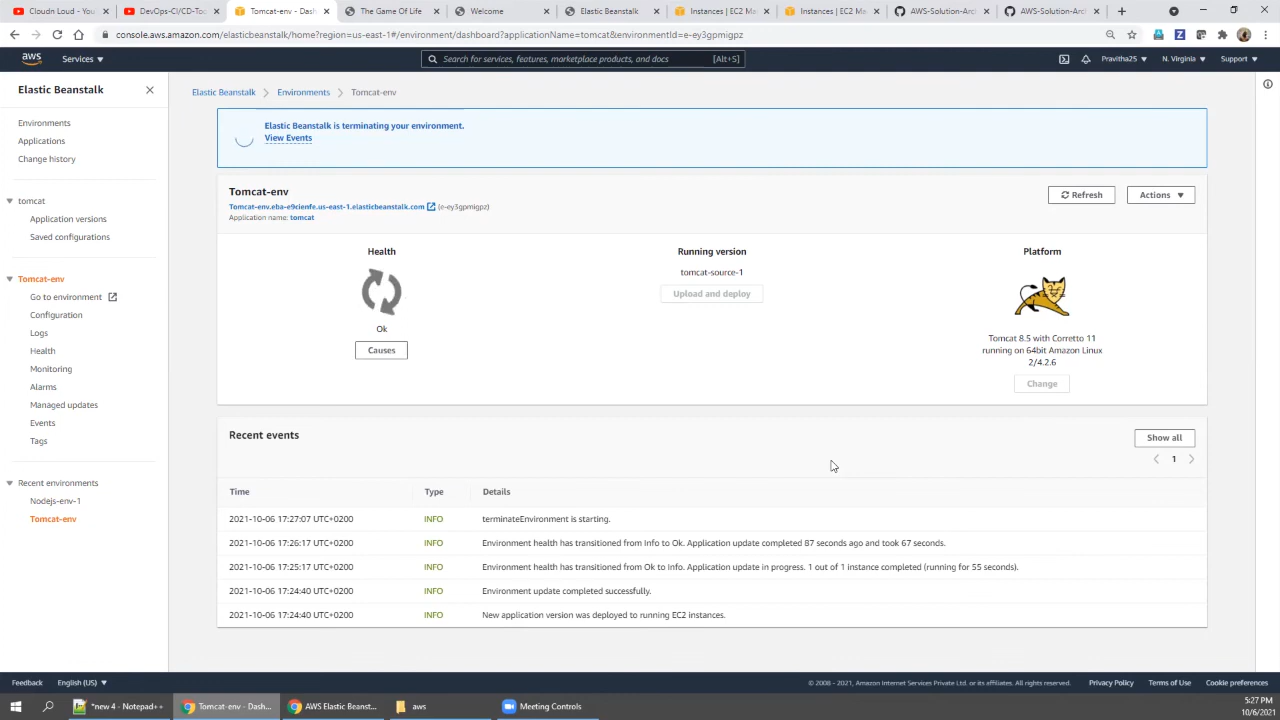 Cloudn Loud - You
DevOps-CI/CD-Too
Tomcat-env - Dash
The Game Of Life
Welcome
Elastic Beanstalk
Instances | EC2 Ma
Instances | EC2 Me
AWS-Solution-Arch
AWS-Solution-Arch
console.aws.amazon.com/elasticbeanstalk/home?region=us-east-1#/environment/dashboard?applicationName=tomcat&environmentId=e-ey3gpmigpz
aws
Services
Search for services, features, marketplace products, and docs
[Alt+S]
Pravitha25
N. Virginia
Support
Elastic Beanstalk
Environments
Applications
Change history
tomcat
Application versions
Saved configurations
Tomcat-env
Go to environment
Configuration
Logs
Health
Monitoring
Alarms
Managed updates
Events
Tags
Recent environments
Nodejs-env-1
Tomcat-env
Elastic Beanstalk
Environments
Tomcat-env
Elastic Beanstalk is terminating your environment.
View Events
Tomcat-env
Tomcat-env.eba-e9cienfe.us-east-1.elasticbeanstalk.com (e-ey3gpmigpz)
Application name: tomcat
Refresh
Actions
Health
Ok
Causes
Running version
tomcat-source-1
Upload and deploy
Platform
Tomcat 8.5 with Corretto 11
running on 64bit Amazon Linux
2/4.2.6
Change
Recent events
Show all
1
Time Type Details
2021-10-06 17:27:07 UTC+0200 INFO terminateEnvironment is starting.
2021-10-06 17:26:17 UTC+0200 INFO Environment health has transitioned from Info to Ok. Application update completed 87 seconds ago and took 67 seconds.
2021-10-06 17:25:17 UTC+0200 INFO Environment health has transitioned from Ok to Info. Application update in progress. 1 out of 1 instance completed (running for 55 seconds).
2021-10-06 17:24:40 UTC+0200 INFO Environment update completed successfully.
2021-10-06 17:24:40 UTC+0200 INFO New application version was deployed to running EC2 instances.
Feedback
English (US)
© 2008 - 2021, Amazon Internet Services Private Ltd. or its affiliates. All rights reserved.
Privacy Policy
Terms of Use
Cookie preferences
*new 4 - Notepad++
Tomcat-env - Dash...
AWS Elastic Beanst...
aws
Meeting Controls
5:27 PM
10/6/2021